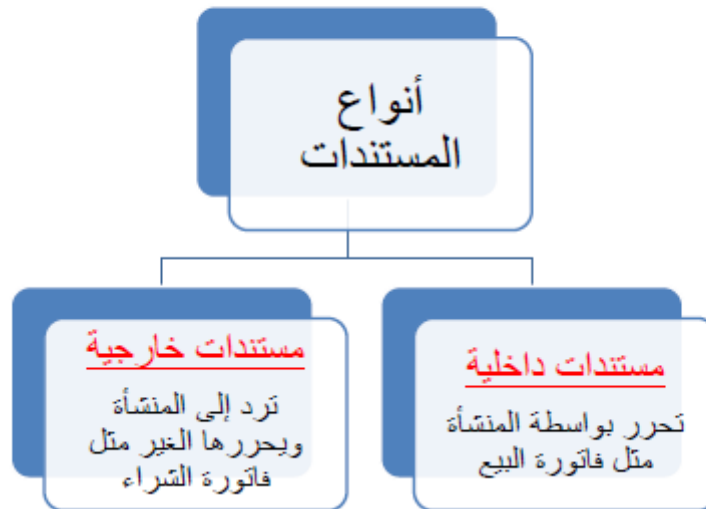 أنواع
المستندات
مستندات داخلية
تحرر بواسطة المنشأة
مثل فاتورة البيع
مستندات خارجية
ترد إلى المنشأة
ويحررها الغير مثل
فاتورة الشراء